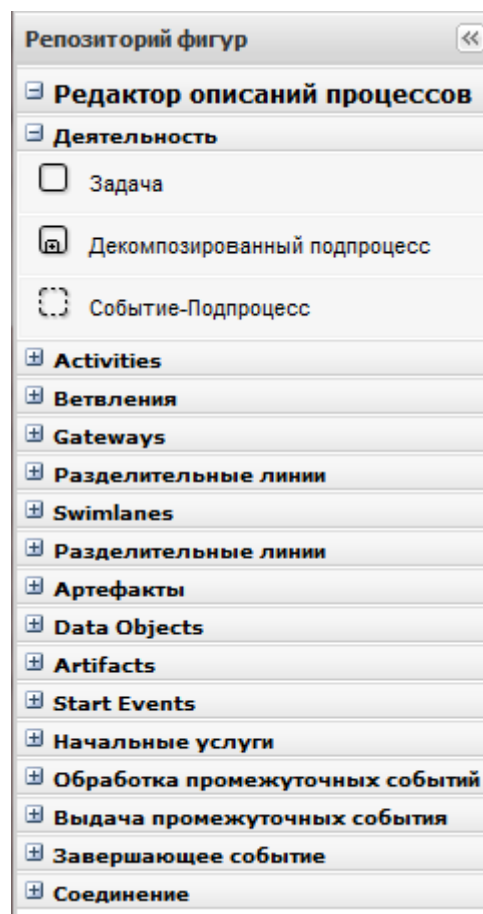 Репозиторий фигур
Редактор описаний процессов
Деятельность
Задача
Декомпозированный подпроцесс
Событие-Подпроцесс
Activities
Ветвления
Gateways
Разделительные линии
Swimlanes
Разделительные линии
Артефакты
Data Objects
Artifacts
Start Events
Начальные услуги
Обработка промежуточных событий
Выдача промежуточных события
Завершающее событие
Соединение